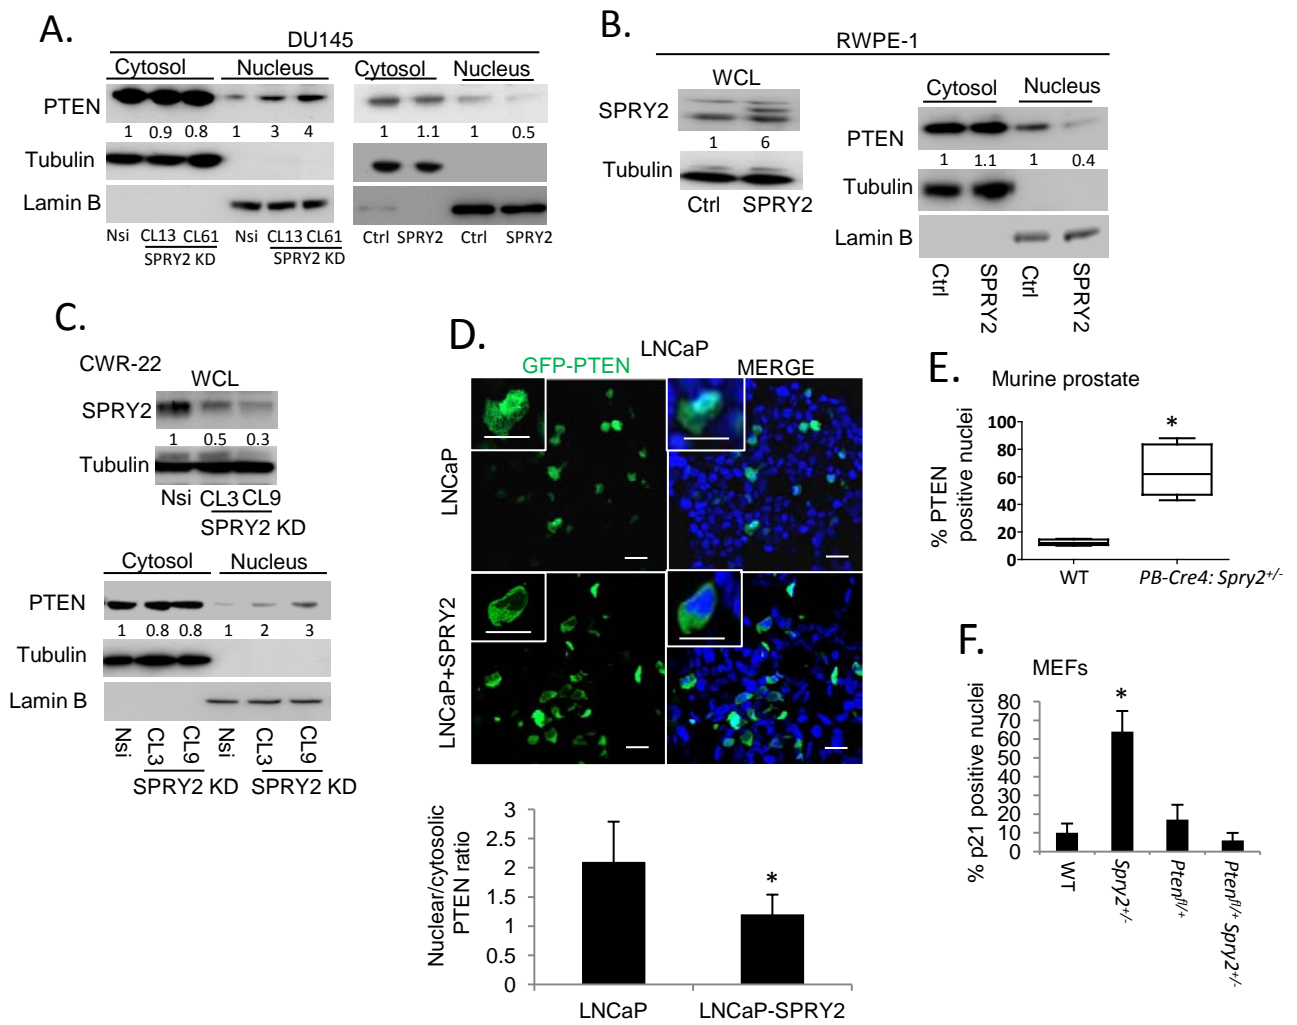 A.
DU145
Cytosol Nucleus Cytosol Nucleus
PTEN
1 0.9 0.8 1 3 4 1 1.1 1 0.5
Tubulin
Lamin B
Nsi CL13 CL61 Nsi CL13 CL61 Ctrl SPRY2 Ctrl SPRY2
SPRY2 KD SPRY2 KD
B.
RWPE-1
WCL
SPRY2
1 6
Tubulin
Ctrl SPRY2
Cytosol Nucleus
PTEN
1 1.1 1 0.4
Tubulin
Lamin B
Ctrl SPRY2 Ctrl SPRY2
C.
CWR-22
WCL
SPRY2
1 0.5 0.3
Tubulin
Nsi CL3 CL9
SPRY2 KD
Cytosol Nucleus
PTEN
1 0.8 0.8 1 2 3
Tubulin
Lamin B
Nsi CL3 CL9 Nsi CL3 CL9
SPRY2 KD SPRY2 KD
D.
LNCaP
GFP-PTEN MERGE
LNCaP
LNCaP+SPRY2
Nuclear/cytosolic
PTEN ratio
3
2.5
2
1.5
1
0.5
0
*
LNCaP LNCaP-SPRY2
E.
Murine prostate
% PTEN
positive nuclei
100
80
60
40
20
0
*
WT PB-Cre4: Spry2+/-
F.
MEFs
% p21 positive nuclei
80
70
60
50
40
30
20
10
0
*
WT Spry2+/- Ptenfl/+ Ptenfl/+ Spry2+/-